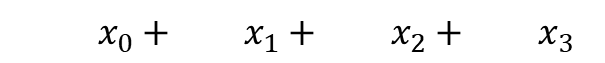 x₀ + x₁ + x₂ + x₃